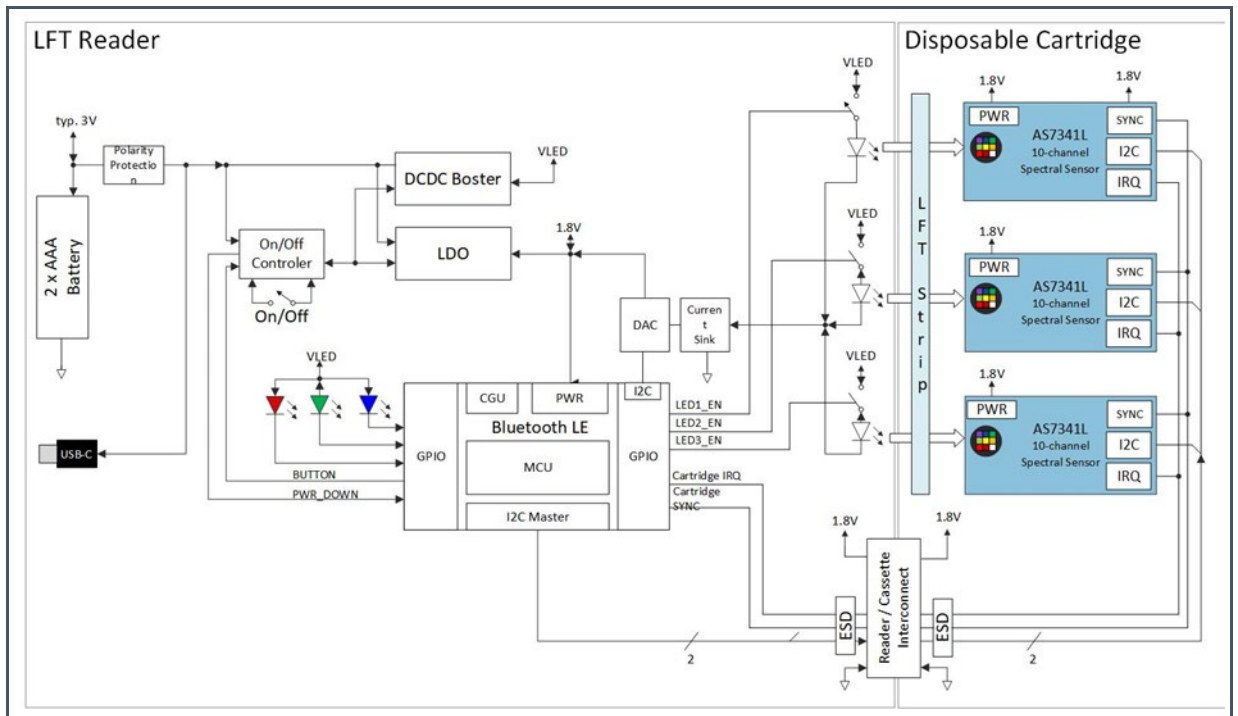 LFT Reader
Disposable Cartridge
VLED
1.8V
1.8V
typ. 3V
Polarity
Protectio
n
VLED
DCDC Boster
PWR
AS7341L
10-channel
Spectral Sensor
SYNC
I2C
IRQ
2 x AAA
Battery
On/Off
Controler
LDO
1.8V
On/Off
VLED
1.8V
PWR
AS7341L
10-channel
Spectral Sensor
SYNC
I2C
IRQ
LFT Strip
DAC
Curren
t
Sink
VLED
VLED
1.8V
PWR
AS7341L
10-channel
Spectral Sensor
SYNC
I2C
IRQ
CGU
PWR
I2C
Bluetooth LE
GPIO
MCU
GPIO
I2C Master
LED1_EN
LED2_EN
LED3_EN
Cartridge IRQ
Cartridge
SYNC
USB-C
BUTTON
PWR_DOWN
1.8V
1.8V
ESD
Reader / Cassette
Interconnect
ESD
2
2